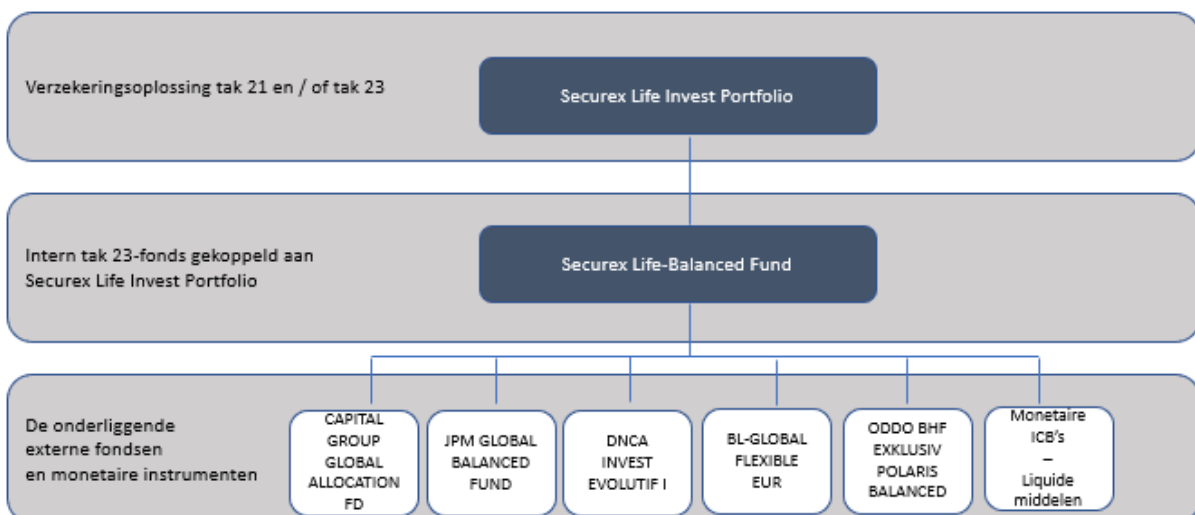 Verzekeringsoplossing tak 21 en / of tak 23
Securex Life Invest Portfolio
Intern tak 23-fonds gekoppeld aan
Securex Life Invest Portfolio
Securex Life-Balanced Fund
De onderliggende
externe fondsen
en monetaire instrumenten
CAPITAL
GROUP
GLOBAL
ALLOCATION
FD
JPM GLOBAL
BALANCED
FUND
DNCA
INVEST
EVOLUTIF I
BL-GLOBAL
FLEXIBLE
EUR
ODDO BHF
EXKLUSIV
POLARIS
BALANCED
Monetaire
ICB’s
–
Liquide
middelen